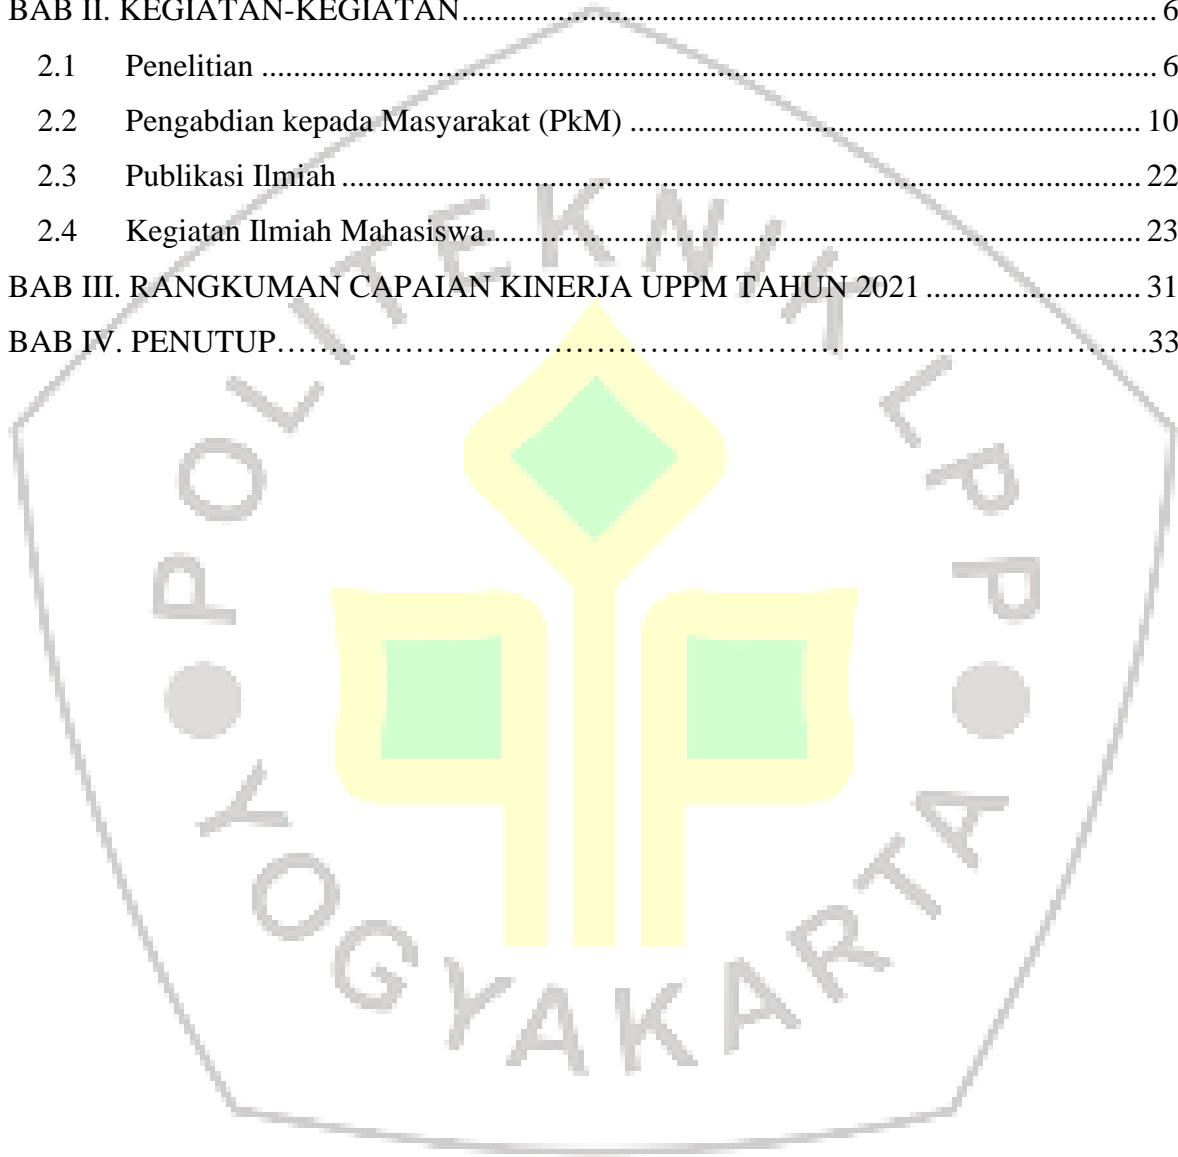 BAB II. KEGIATAN-KEGIATAN........................................................................................ 6
2.1 Penelitian ................................................................................................................. 6
2.2 Pengabdian kepada Masyarakat (PkM) ................................................................. 10
2.3 Publikasi Ilmiah ..................................................................................................... 22
2.4 Kegiatan Ilmiah Mahasiswa................................................................................... 23
BAB III. RANGKUMAN CAPAIAN KINERJA UPPM TAHUN 2021 ........................... 31
BAB IV. PENUTUP……………………………………………………………………….33
POLITEKNIK LPP
YOGYAKARTA